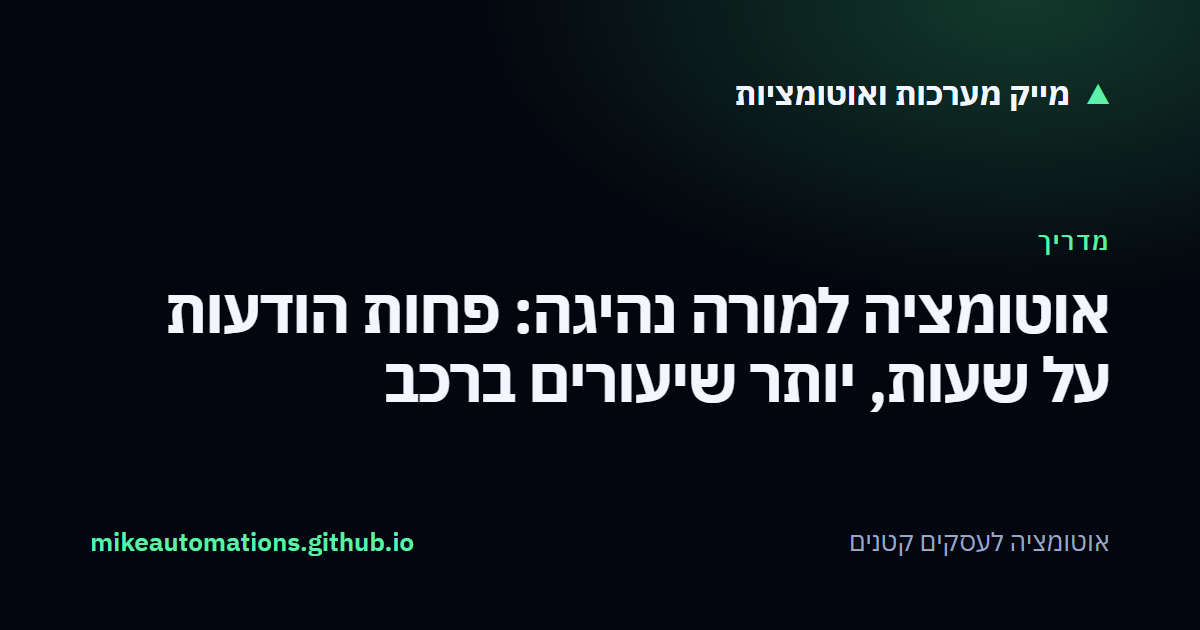 מייק מערכות ואוטומציות
מדריך
אוטומציה למורה נהיגה: פחות הודעות
על שעות, יותר שיעורים ברכב
אוטומציה לעסקים קטנים
mikeautomations.github.io